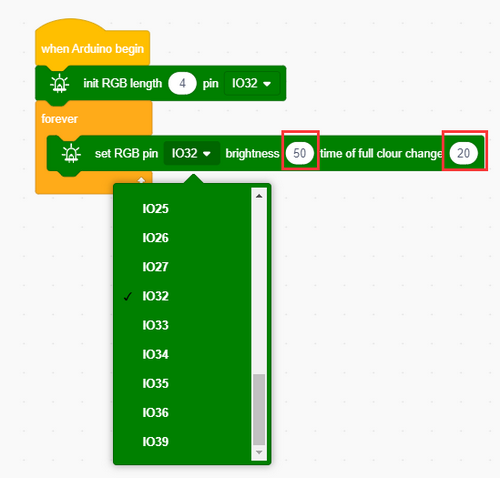 when Arduino begin
init RGB length 4 pin IO32
forever
set RGB pin IO32 brightness 50 time of full clour change 20
IO25
IO26
IO27
IO32
IO33
IO34
IO35
IO36
IO39